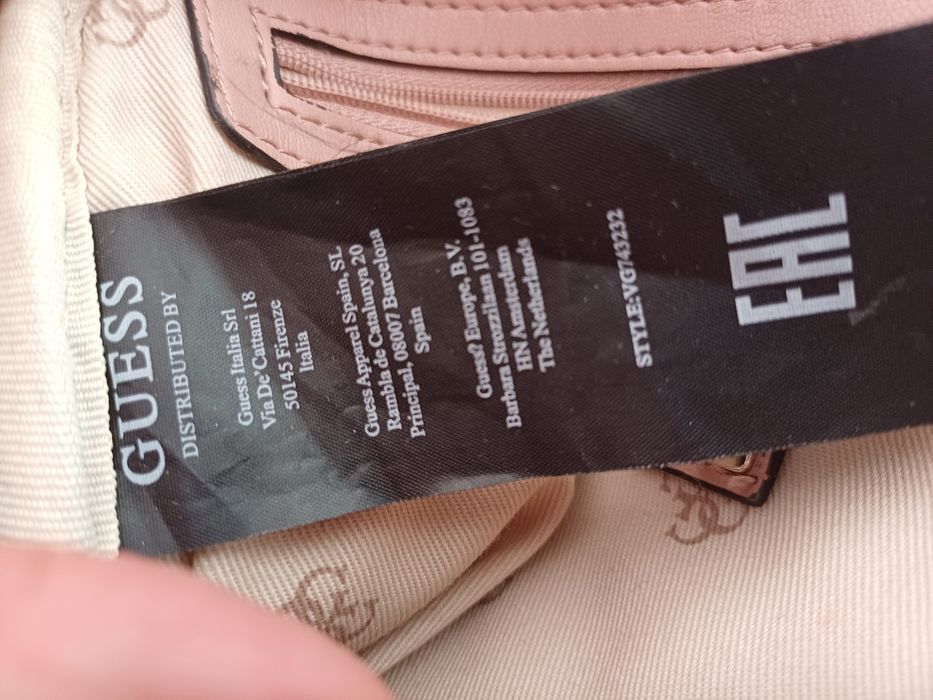 GUESS
DISTRIBUTED BY
Guess Italia Srl
Via De' Cattani 18
50145 Firenze
Italia
Guess Apparel Spain, SL
Rambla de Catalunya 20
Principal, 08007 Barcelona
Spain
Guess? Europe, B.V.
Barbara Strozzilaan 101-1083
HN Amsterdam
The Netherlands
STYLE:VG743232
EAC